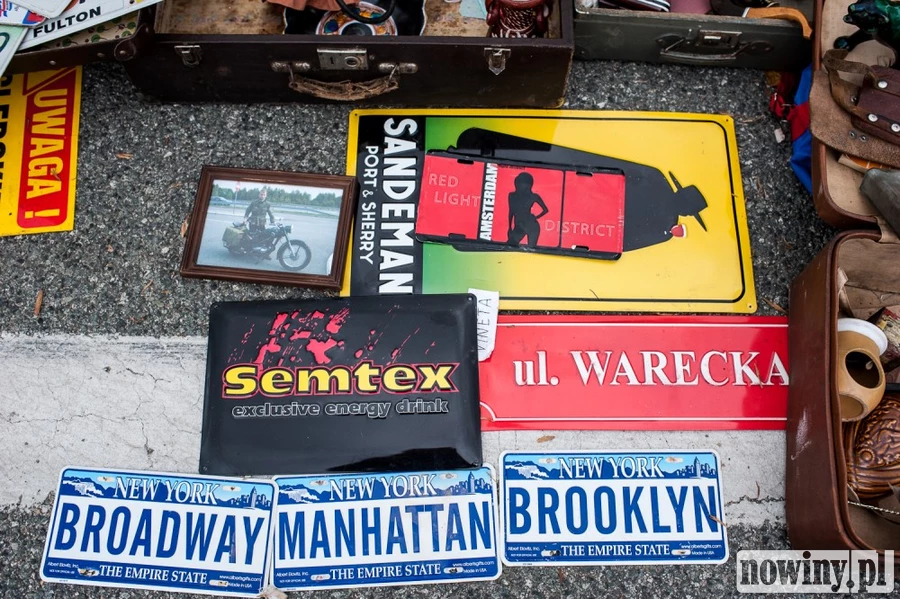 FULTON
UWAGA !
SANDEMAN
PORT & SHERRY
RED
LIGHT
AMSTERDAM
DISTRICT
VINETA
semtex
exclusive energy drink
ul. WARECKA
NEW YORK
BROADWAY
THE EMPIRE STATE
NEW YORK
MANHATTAN
THE EMPIRE STATE
NEW YORK
BROOKLYN
THE EMPIRE STATE
nowiny.pl